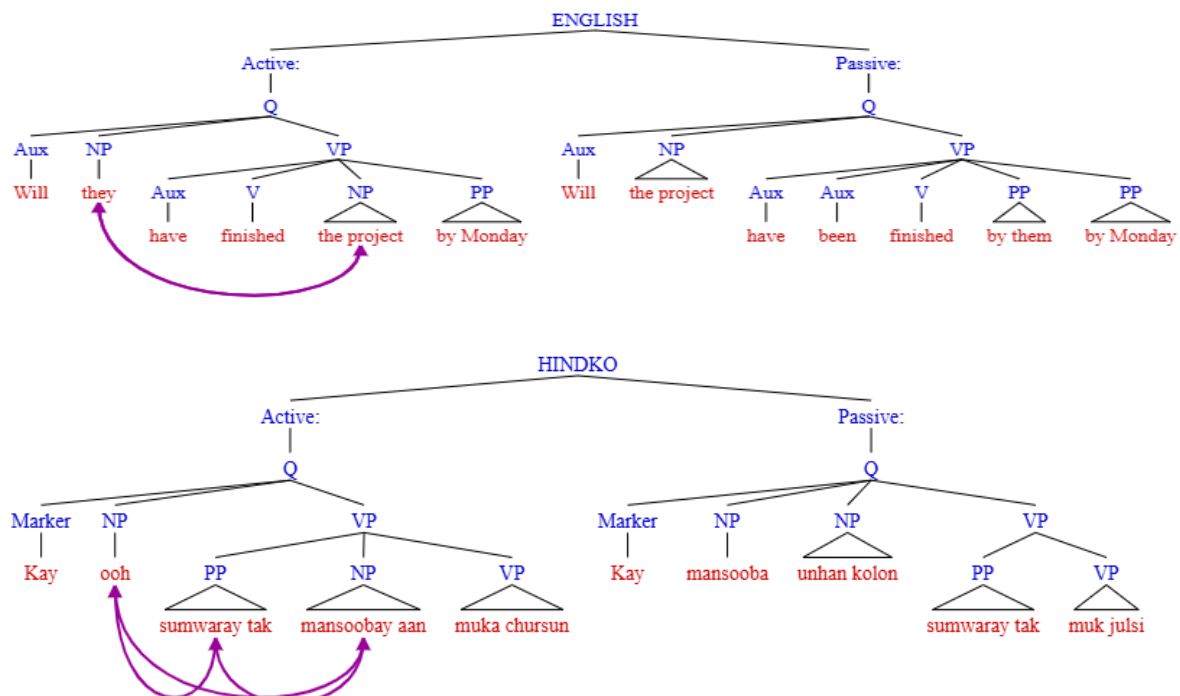 ENGLISH
Active: Passive:
Q Q
Aux NP VP Aux NP VP
Will they Aux V NP PP Will the project Aux Aux V PP PP
have finished the project by Monday have been finished by them by Monday
HINDKO
Active: Passive:
Q Q
Marker NP VP Marker NP NP VP
Kay ooh PP NP VP Kay mansooba unhan kolon PP VP
sumwaray tak mansoobay aan muka chursun sumwaray tak muk julsi